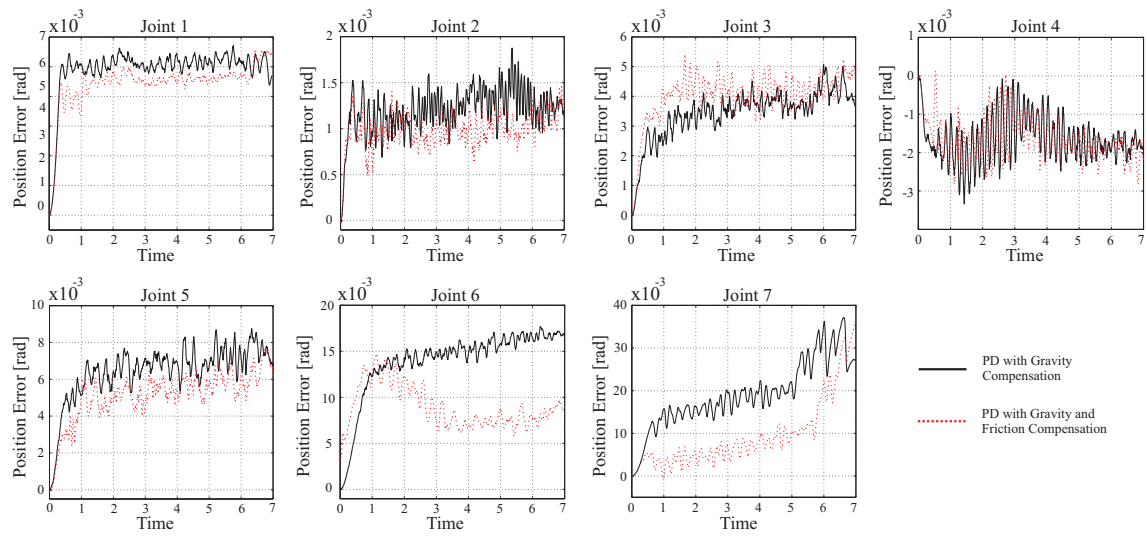 x10^-3
Joint 1
Position Error [rad]
7
6
5
4
3
2
1
0
0 1 2 3 4 5 6 7
Time
x10^-3
Joint 2
Position Error [rad]
2
1.5
1
0.5
0
0 1 2 3 4 5 6 7
Time
x10^-3
Joint 3
Position Error [rad]
6
5
4
3
2
1
0
0 1 2 3 4 5 6 7
Time
x10^-3
Joint 4
Position Error [rad]
1
0
-1
-2
-3
0 1 2 3 4 5 6 7
Time
x10^-3
Joint 5
Position Error [rad]
10
8
6
4
2
0
0 1 2 3 4 5 6 7
Time
x10^-3
Joint 6
Position Error [rad]
20
15
10
5
0
0 1 2 3 4 5 6 7
Time
x10^-3
Joint 7
Position Error [rad]
40
30
20
10
0
0 1 2 3 4 5 6 7
Time
PD with Gravity
Compensation
PD with Gravity and
Friction Compensation